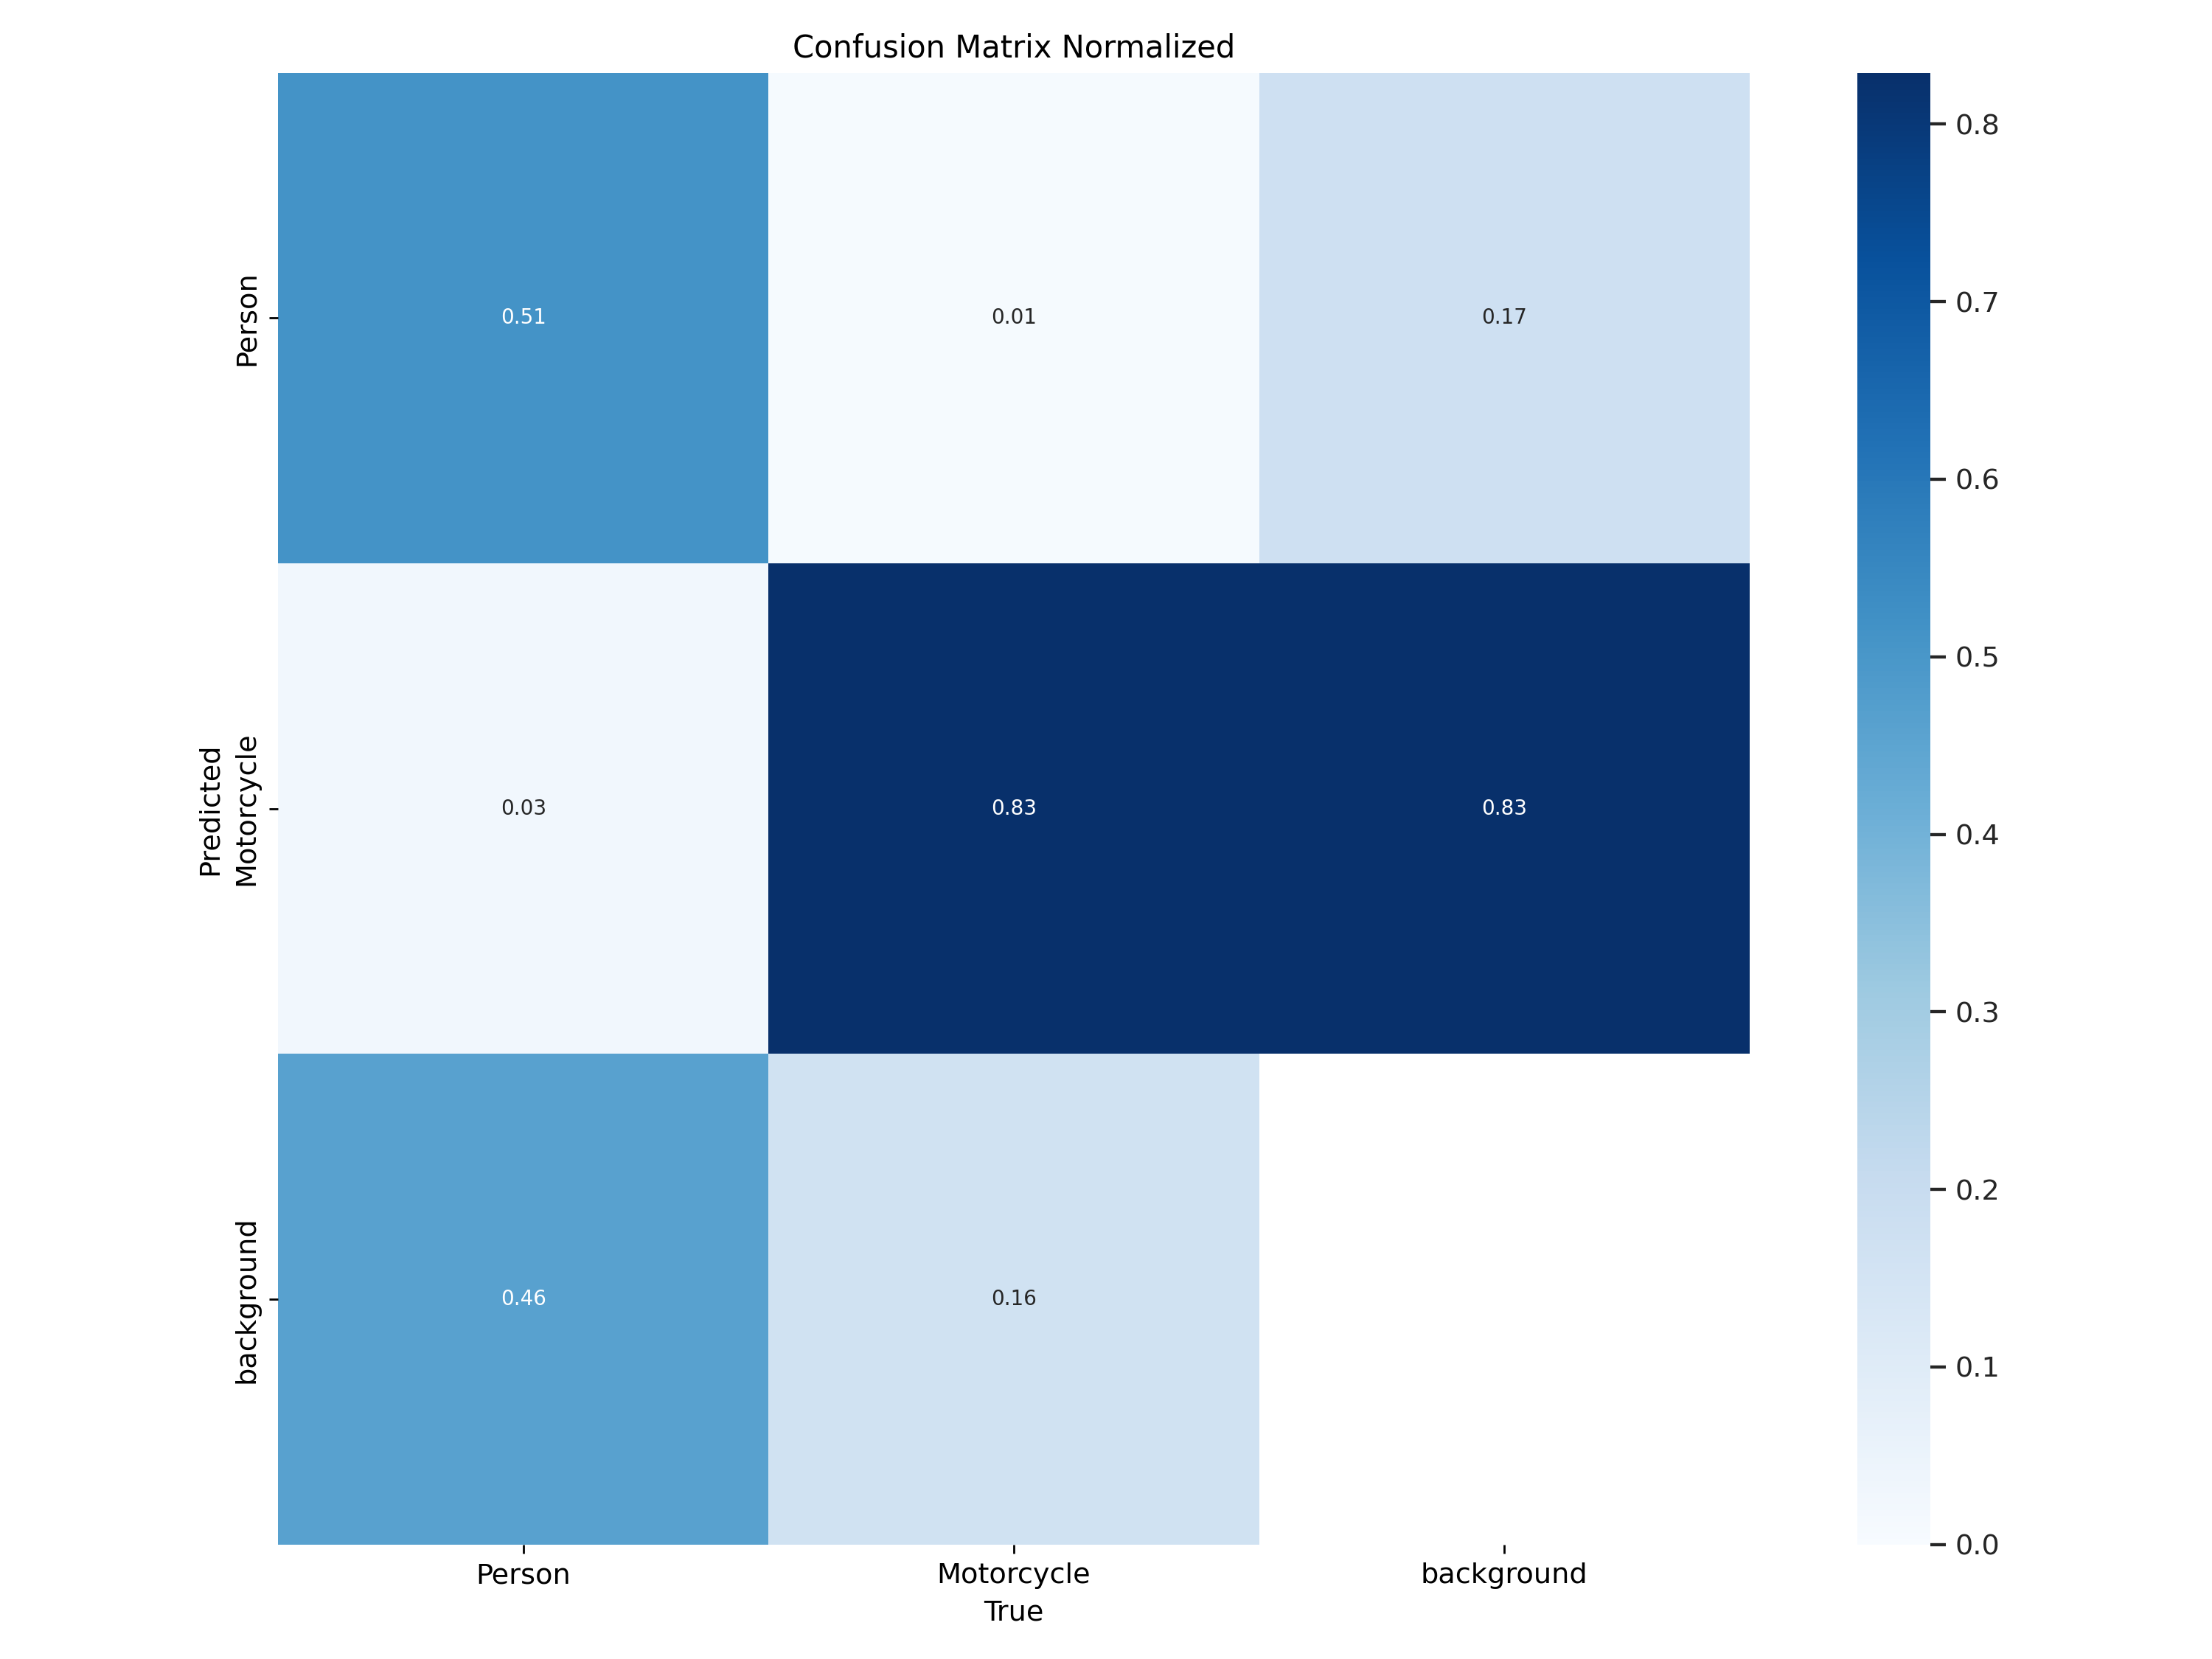 Confusion Matrix Normalized
Person
0.51
0.01
0.17
Predicted
Motorcycle
0.03
0.83
0.83
background
0.46
0.16
Person
Motorcycle
background
True
0.8
0.7
0.6
0.5
0.4
0.3
0.2
0.1
0.0